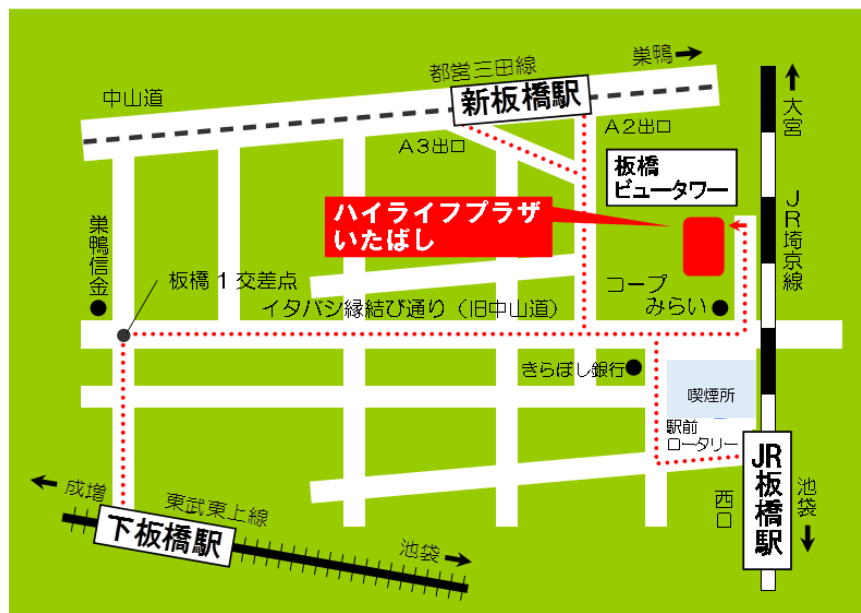 巣鴨
都営三田線
中山道
新板橋駅
大宮
A3出口
A2出口
板橋
ビュータワー
ハイライフプラザ
いたばし
JR埼京線
巣鴨信金
板橋1交差点
コープ
みらい
イタバシ縁結び通り（旧中山道）
きらぼし銀行
喫煙所
駅前
ロータリー
JR板橋駅
西口
池袋
成増
東武東上線
下板橋駅
池袋